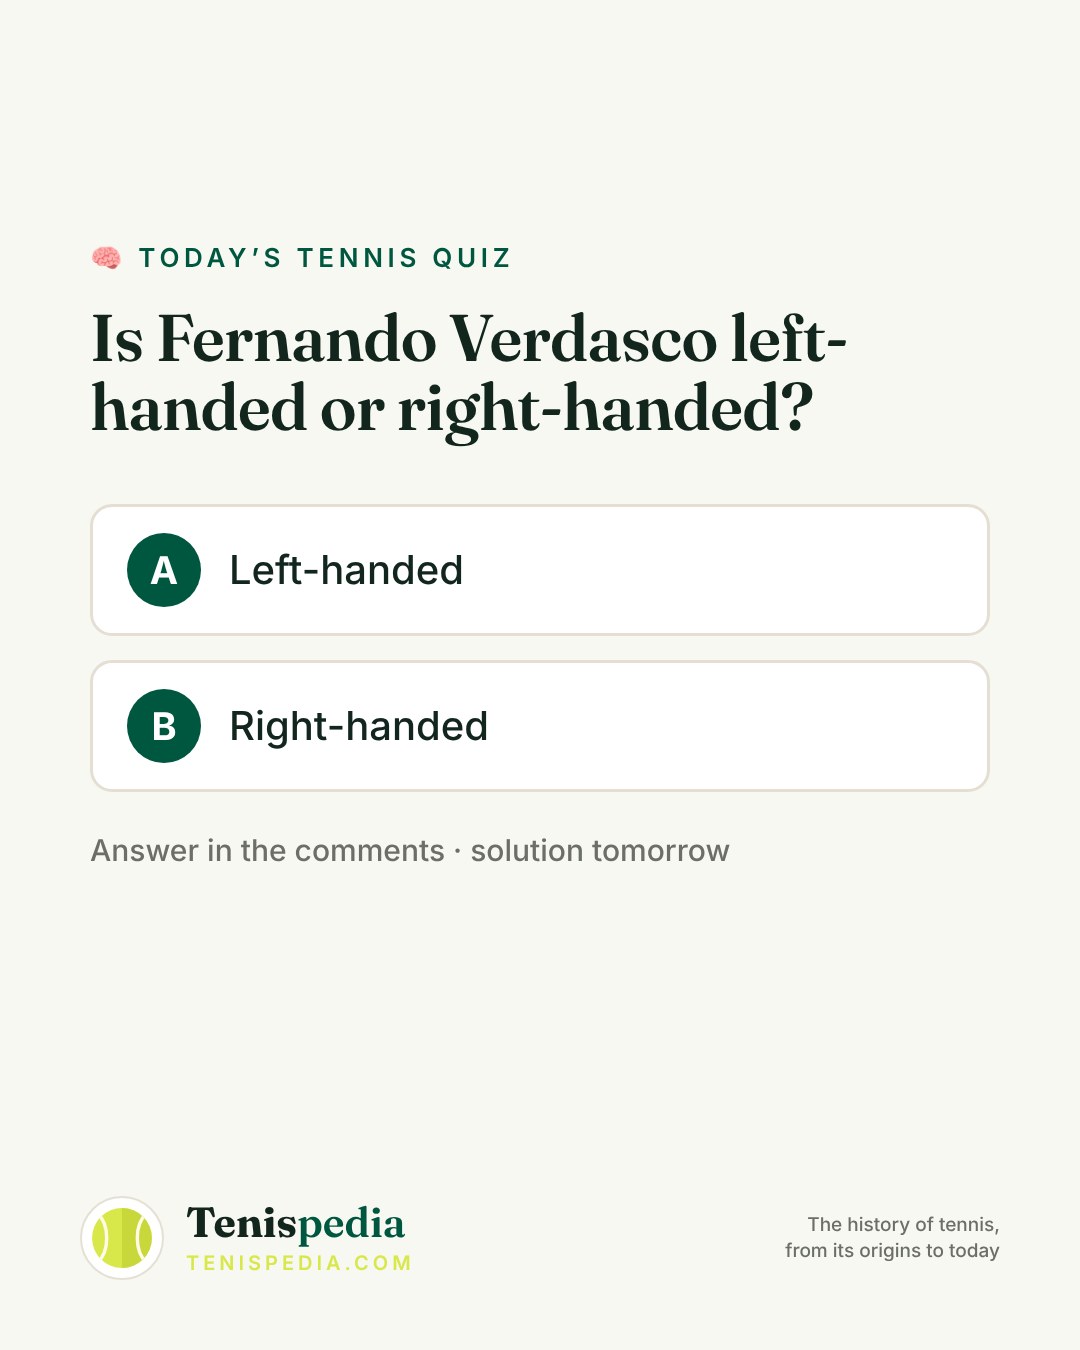 🧠 TODAY’S TENNIS QUIZ
Is Fernando Verdasco left-
handed or right-handed?
A Left-handed
B Right-handed
Answer in the comments · solution tomorrow
Tenispedia
TENISPEDIA.COM
The history of tennis,
from its origins to today